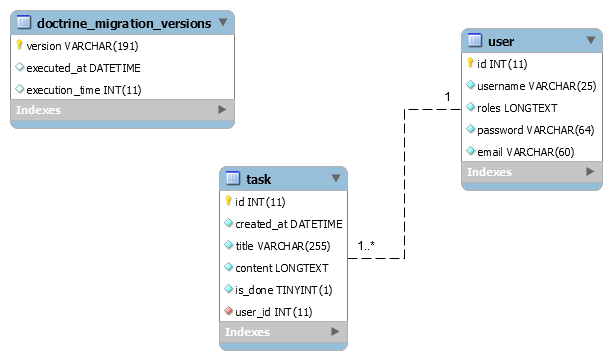 doctrine_migration_versions
version VARCHAR(191)
executed_at DATETIME
execution_time INT(11)
Indexes
user
id INT(11)
username VARCHAR(25)
roles LONGTEXT
password VARCHAR(64)
email VARCHAR(60)
Indexes
1
1..*
task
id INT(11)
created_at DATETIME
title VARCHAR(255)
content LONGTEXT
is_done TINYINT(1)
user_id INT(11)
Indexes